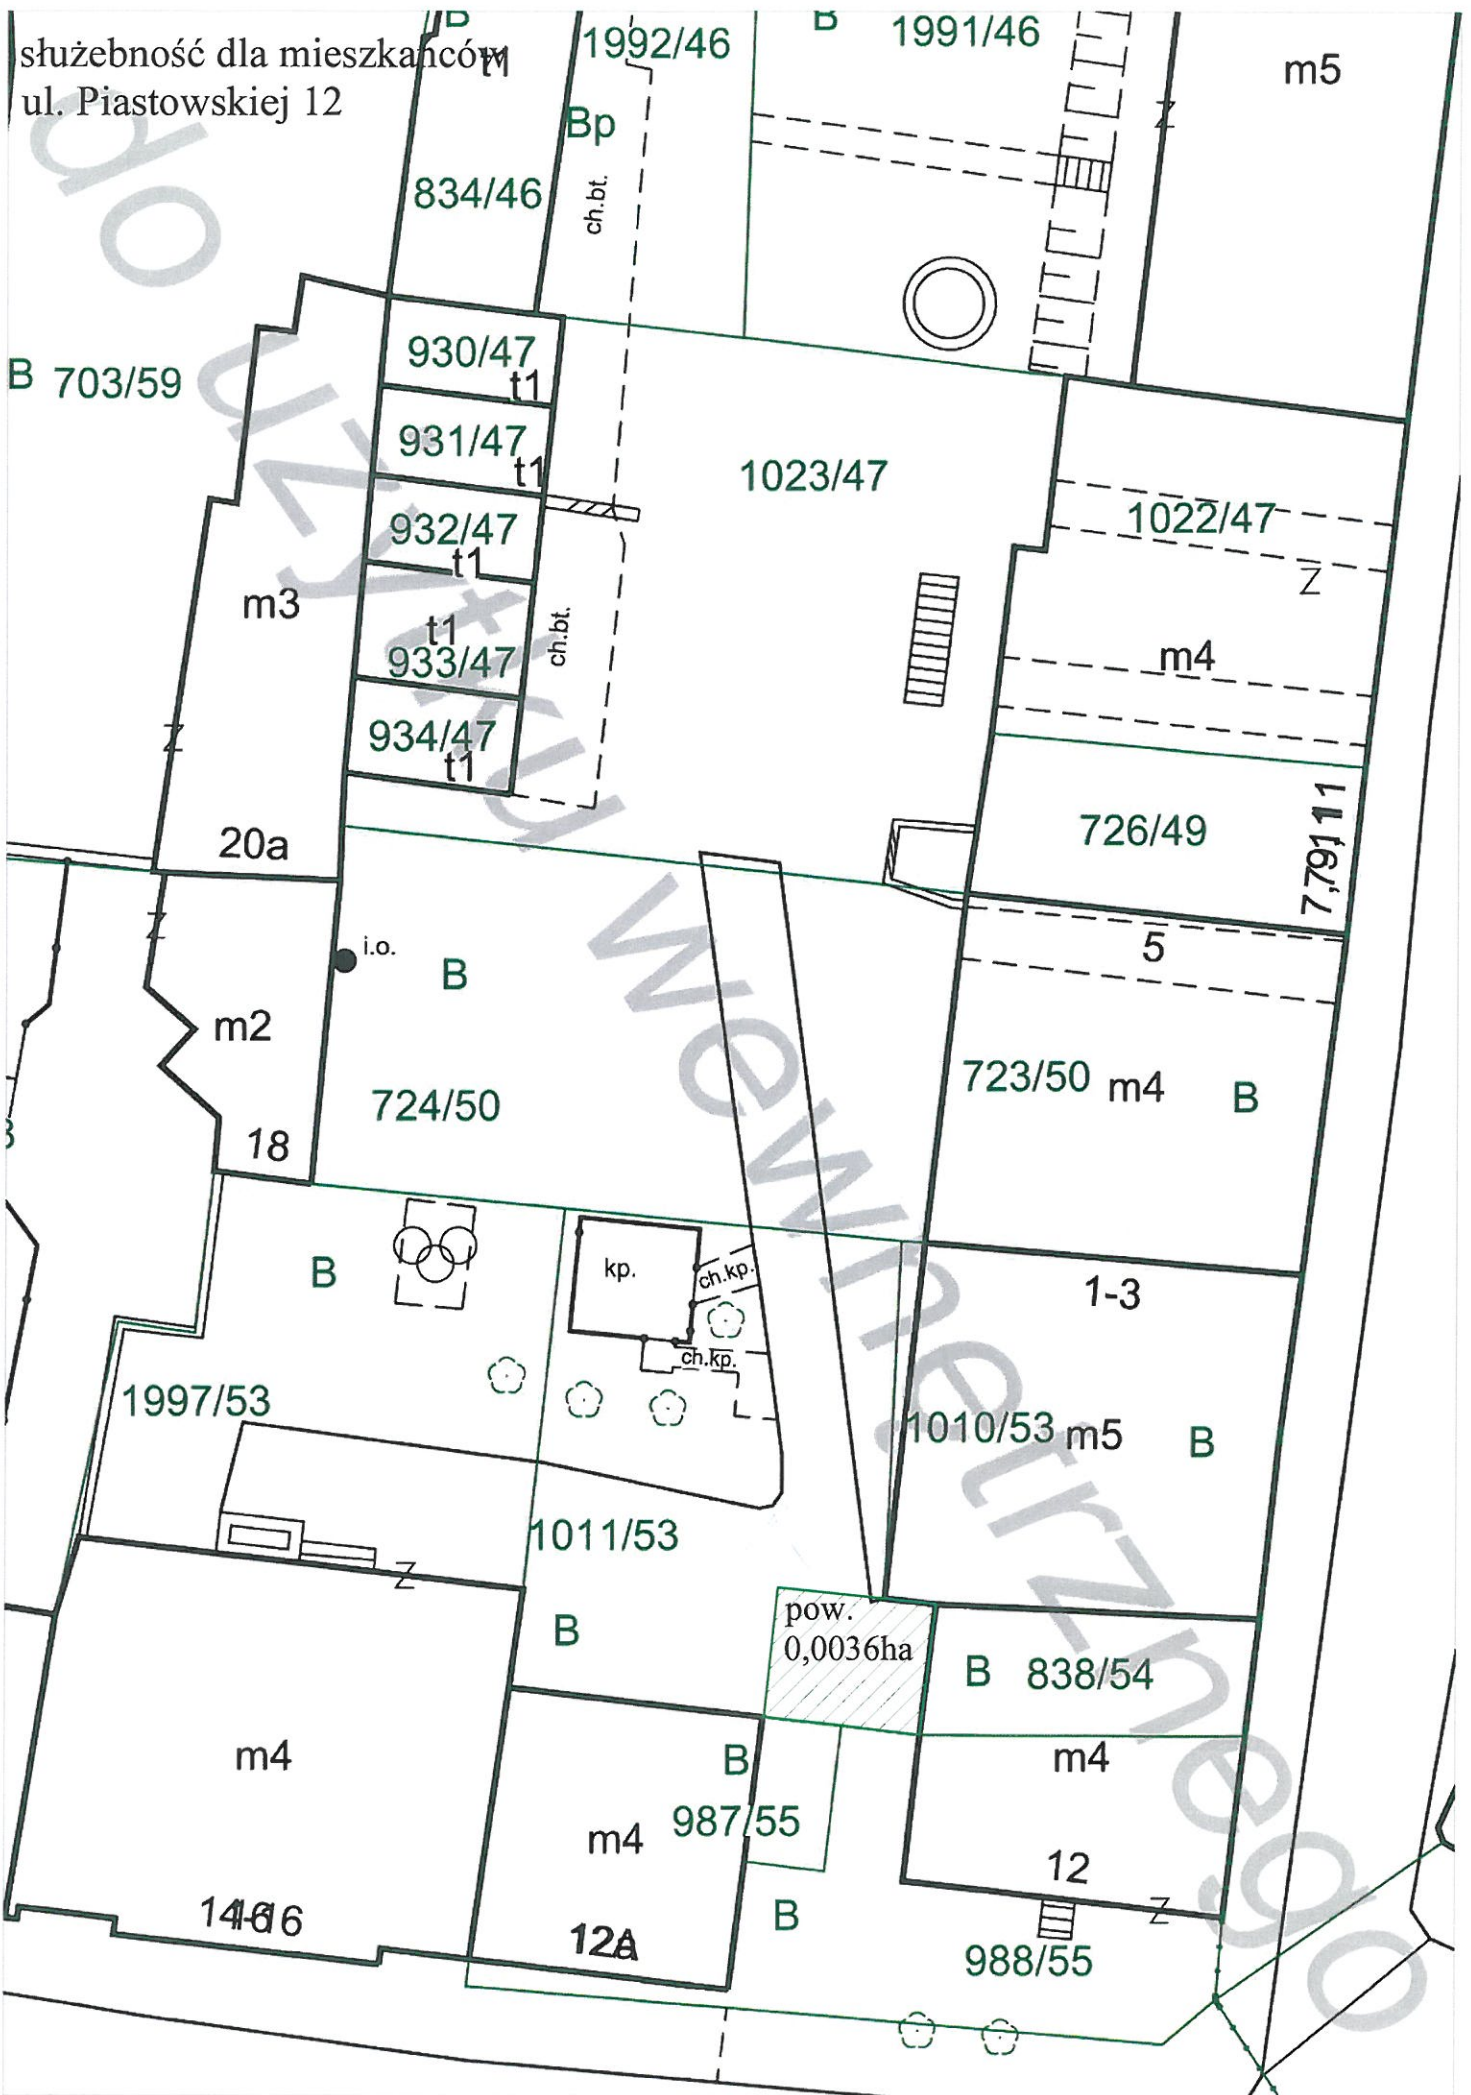 służebność dla mieszkańców
ul. Piastowskiej 12
B
t1
1992/46
B
1991/46
m5
Z
Bp
834/46
ch.bt.
930/47
t1
B 703/59
931/47
t1
1023/47
932/47
t1
1022/47
Z
m3
t1
933/47
ch.bt.
m4
Z
934/47
t1
20a
726/49
Z
i.o.
B
5
m2
723/50 m4 B
724/50
18
B
kp.
ch.kp.
1-3
ch.kp.
1997/53
1010/53 m5 B
1011/53
Z
B
pow.
0,0036ha
B 838/54
m4
B
m4
987/55
m4
12
B
Z
988/55
do użytku wewnętrznego